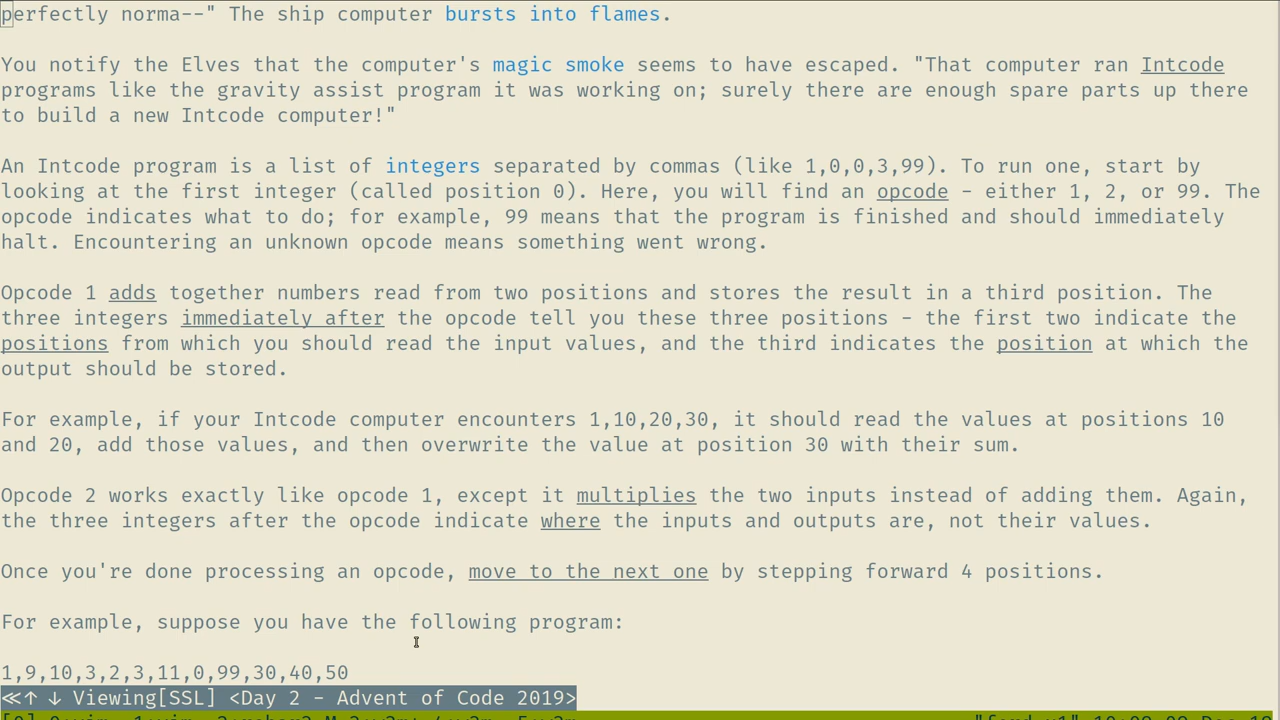 perfectly norma--" The ship computer bursts into flames.
You notify the Elves that the computer's magic smoke seems to have escaped. "That computer ran Intcode
programs like the gravity assist program it was working on; surely there are enough spare parts up there
to build a new Intcode computer!"
An Intcode program is a list of integers separated by commas (like 1,0,0,3,99). To run one, start by
looking at the first integer (called position 0). Here, you will find an opcode - either 1, 2, or 99. The
opcode indicates what to do; for example, 99 means that the program is finished and should immediately
halt. Encountering an unknown opcode means something went wrong.
Opcode 1 adds together numbers read from two positions and stores the result in a third position. The
three integers immediately after the opcode tell you these three positions - the first two indicate the
positions from which you should read the input values, and the third indicates the position at which the
output should be stored.
For example, if your Intcode computer encounters 1,10,20,30, it should read the values at positions 10
and 20, add those values, and then overwrite the value at position 30 with their sum.
Opcode 2 works exactly like opcode 1, except it multiplies the two inputs instead of adding them. Again,
the three integers after the opcode indicate where the inputs and outputs are, not their values.
Once you're done processing an opcode, move to the next one by stepping forward 4 positions.
For example, suppose you have the following program:
1,9,10,3,2,3,11,0,99,30,40,50
≪↑ ↓ Viewing[SSL] <Day 2 - Advent of Code 2019>